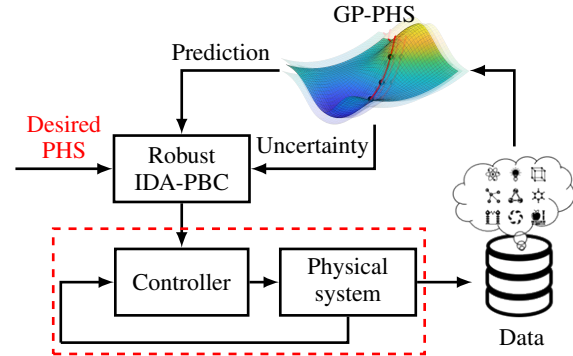 GP-PHS
Prediction
Desired
PHS
Uncertainty
Robust
IDA-PBC
Controller
Physical
system
Data